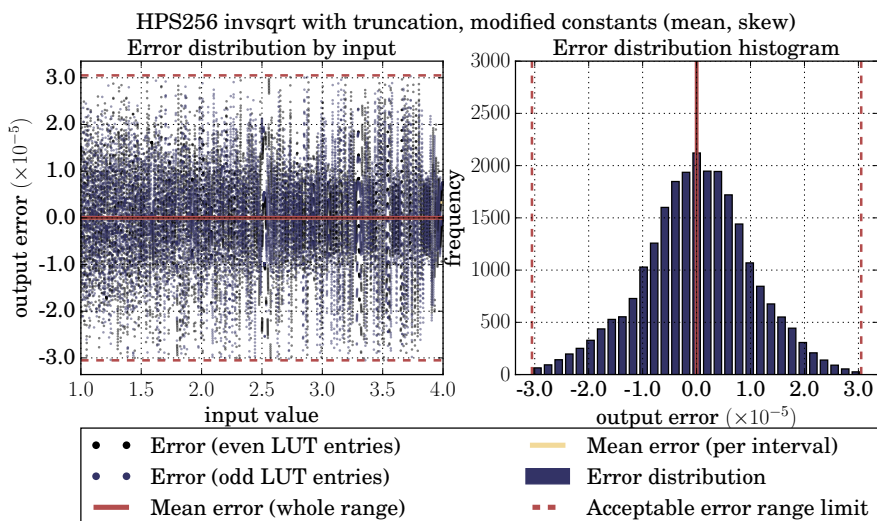 HPS256 invsqrt with truncation, modified constants (mean, skew)
Error distribution by input
Error distribution histogram
output error (×10⁻⁵)
3.0
2.0
1.0
0.0
-1.0
-2.0
-3.0
1.0 1.5 2.0 2.5 3.0 3.5 4.0
input value
frequency
3000
2500
2000
1500
1000
500
0
-3.0 -2.0 -1.0 0.0 1.0 2.0 3.0
output error (×10⁻⁵)
Error (even LUT entries)
Error (odd LUT entries)
Mean error (whole range)
Mean error (per interval)
Error distribution
Acceptable error range limit